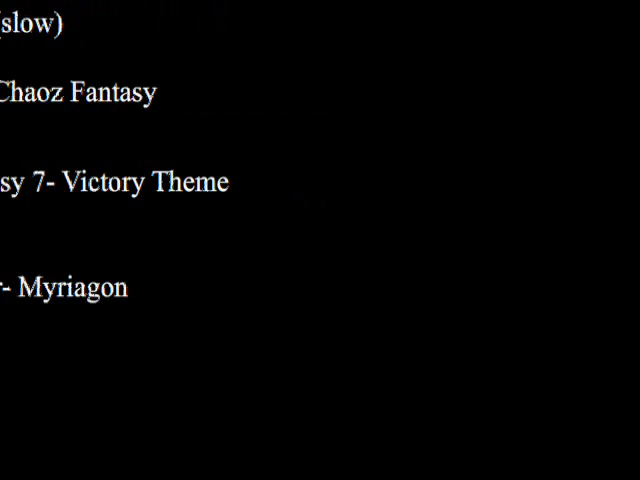 (slow)
Chaoz Fantasy
sy 7- Victory Theme
- Myriagon